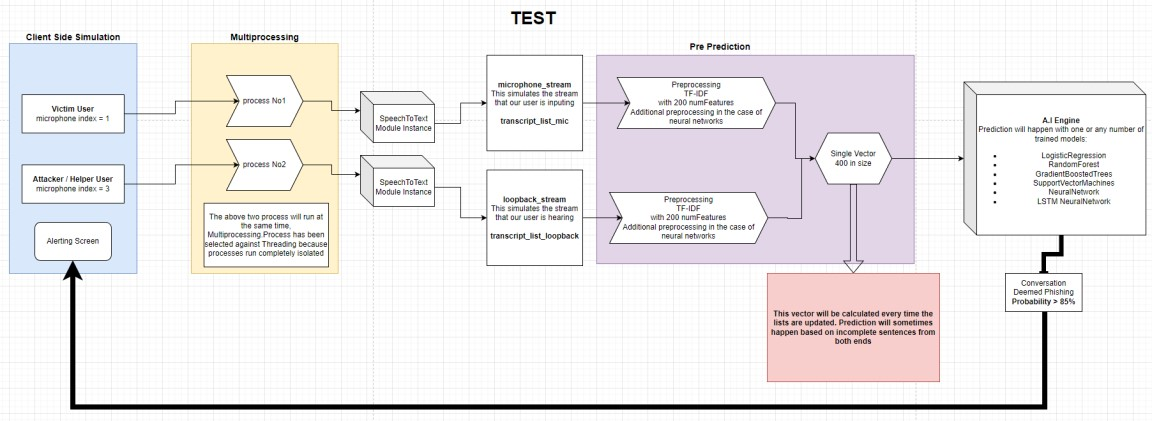 TEST
Client Side Simulation
Victim User
microphone index = 1
Attacker / Helper User
microphone index = 3
Alerting Screen
Multiprocessing
process No1
process No2
The above two process will run at
the same time,
Multiprocessing.Process has been
selected against Threading because
processes run completely isolated
SpeechToText
Module Instance
SpeechToText
Module Instance
microphone_stream
This simulates the stream
that our user is inputing
transcript_list_mic
loopback_stream
This simulates the stream
that our user is hearing
transcript_list_loopback
Pre Prediction
Preprocessing
TF-IDF
with 200 numFeatures
Additional preprocessing in the case of
neural networks
Preprocessing
TF-IDF
with 200 numFeatures
Additional preprocessing in the case of
neural networks
Single Vector
400 in size
This vector will be calculated every time the
lists are updated. Prediction will sometimes
happen based on incomplete sentences from
both ends
A.I Engine
Prediction will happen with one or any number of
trained models:
• LogisticRegression
• RandomForest
• GradientBoostedTrees
• SupportVectorMachines
• NeuralNetwork
• LSTM NeuralNetwork
Conversation
Deemed Phishing
Probability > 85%